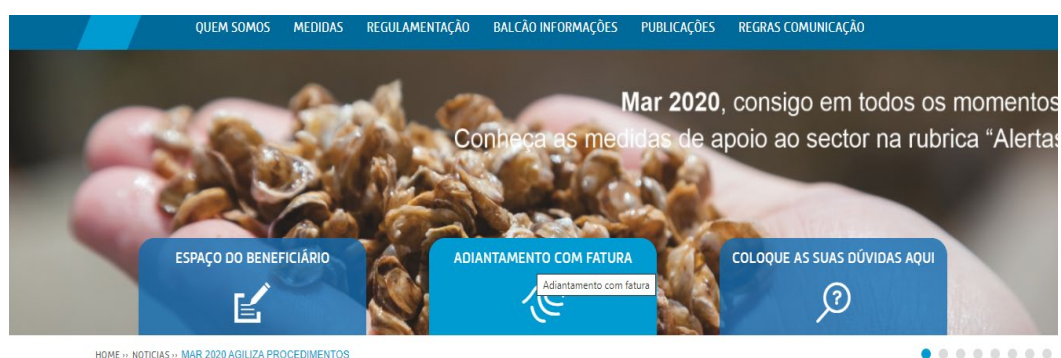 QUEM SOMOS MEDIDAS REGULAMENTAÇÃO BALCÃO INFORMAÇÕES PUBLICAÇÕES REGRAS COMUNICAÇÃO
Mar 2020, consigo em todos os momentos
Conheça as medidas de apoio ao sector na rubrica “Alertas
ESPAÇO DO BENEFICIÁRIO
ADIANTAMENTO COM FATURA
Adiantamento com fatura
COLOQUE AS SUAS DÚVIDAS AQUI
HOME ›› NOTICIAS ›› MAR 2020 AGILIZA PROCEDIMENTOS